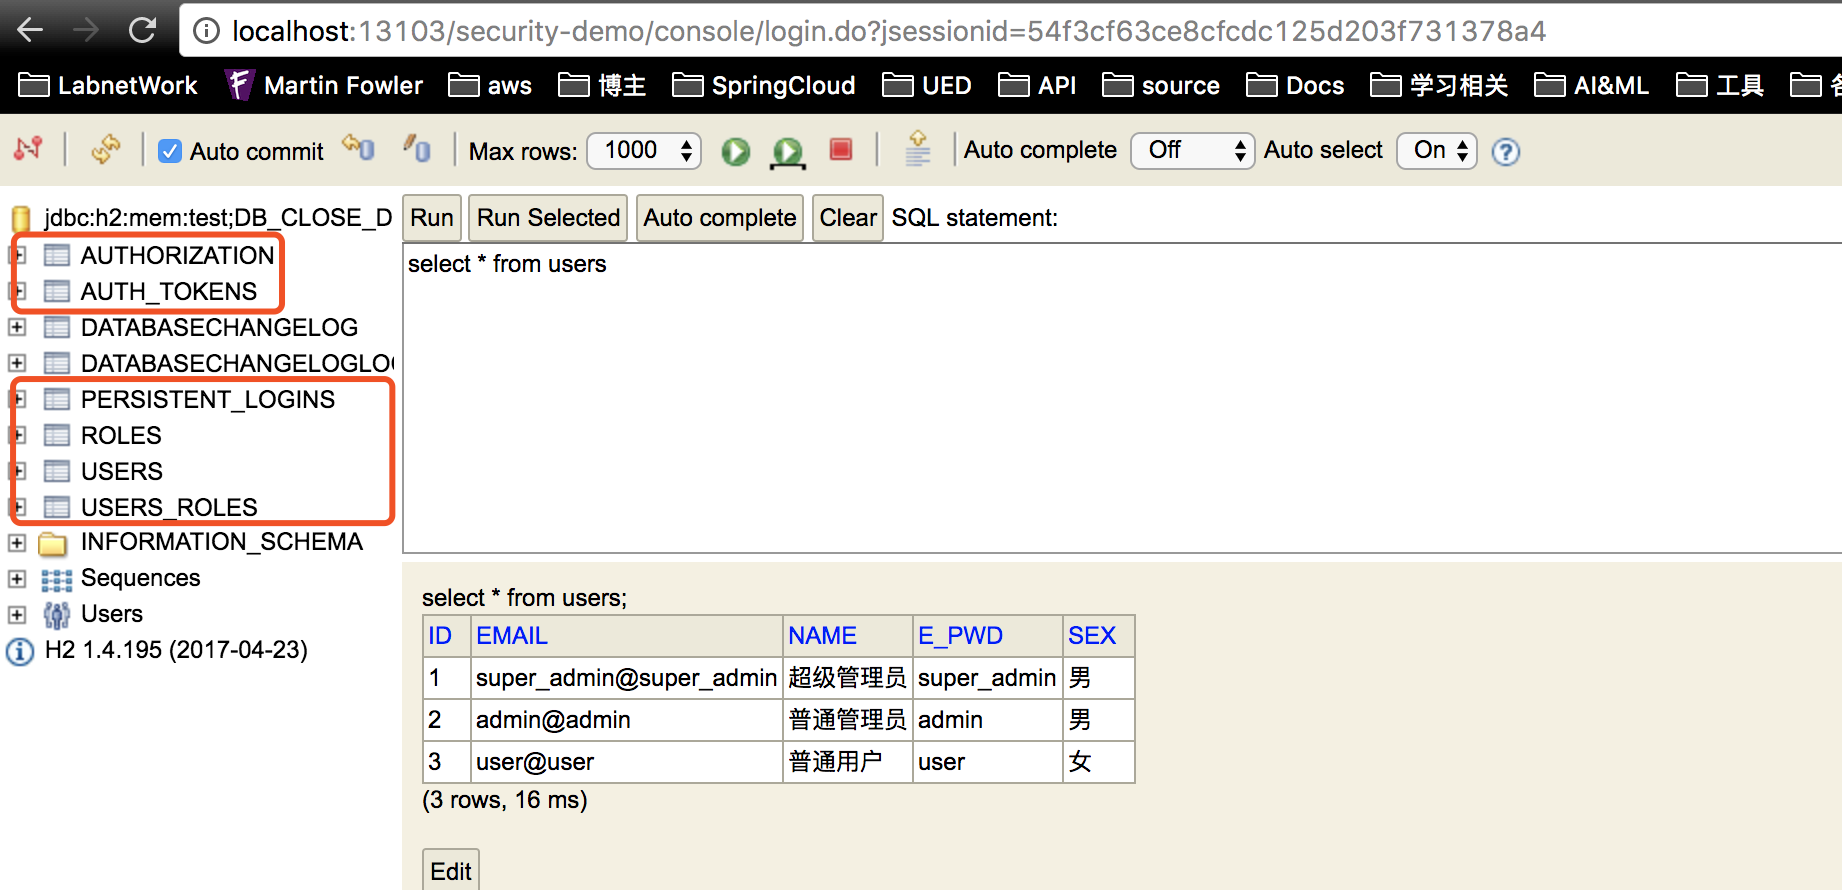 localhost:13103/security-demo/console/login.do?jsessionid=54f3cf63ce8cfcdc125d203f731378a4
LabnetWork Martin Fowler aws 博主 SpringCloud UED API source Docs 学习相关 AI&ML 工具
Auto commit Max rows: 1000 Auto complete Off Auto select On
jdbc:h2:mem:test;DB_CLOSE_D
AUTHORIZATION
AUTH_TOKENS
DATABASECHANGELOG
DATABASECHANGELOGLO
PERSISTENT_LOGINS
ROLES
USERS
USERS_ROLES
INFORMATION_SCHEMA
Sequences
Users
H2 1.4.195 (2017-04-23)
Run Run Selected Auto complete Clear SQL statement:
select * from users
select * from users;
ID EMAIL NAME E_PWD SEX
1 super_admin@super_admin 超级管理员 super_admin 男
2 admin@admin 普通管理员 admin 男
3 user@user 普通用户 user 女
(3 rows, 16 ms)
Edit